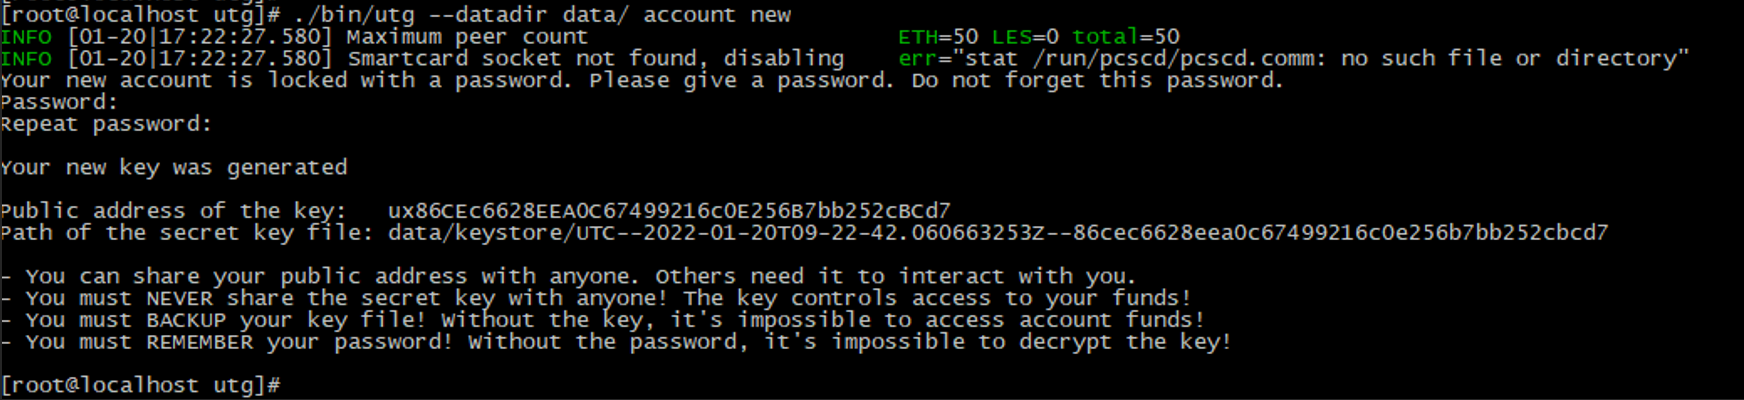 [root@localhost utg]# ./bin/utg --datadir data/ account new
INFO [01-20|17:22:27.580] Maximum peer count ETH=50 LES=0 total=50
INFO [01-20|17:22:27.580] Smartcard socket not found, disabling err="stat /run/pcscd/pcscd.comm: no such file or directory"
Your new account is locked with a password. Please give a password. Do not forget this password.
Password:
Repeat password:
Your new key was generated
Public address of the key: ux86CEc6628EEA0C67499216c0E256B7bb252cBCd7
Path of the secret key file: data/keystore/UTC--2022-01-20T09-22-42.060663253Z--86cec6628eea0c67499216c0e256b7bb252cbcd7
- You can share your public address with anyone. Others need it to interact with you.
- You must NEVER share the secret key with anyone! The key controls access to your funds!
- You must BACKUP your key file! Without the key, it's impossible to access account funds!
- You must REMEMBER your password! Without the password, it's impossible to decrypt the key!
[root@localhost utg]#